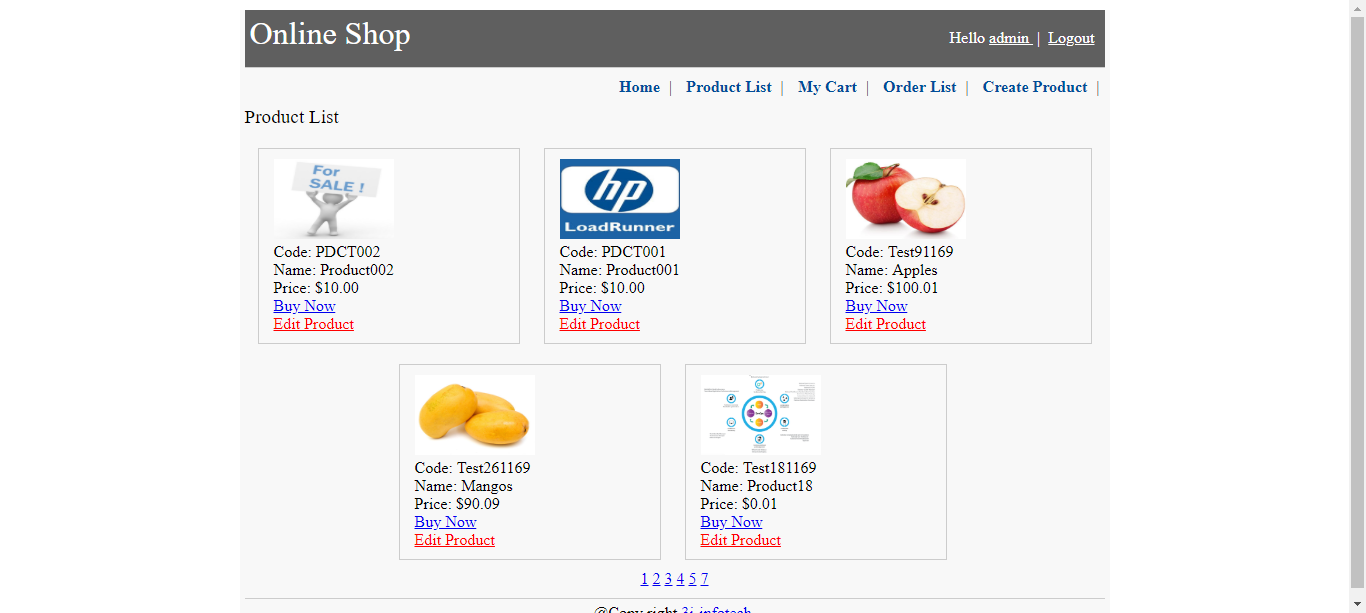 Online Shop
Hello admin | Logout
Home | Product List | My Cart | Order List | Create Product |
Product List
For
SALE !
Code: PDCT002
Name: Product002
Price: $10.00
Buy Now
Edit Product
hp
LoadRunner
Code: PDCT001
Name: Product001
Price: $10.00
Buy Now
Edit Product
Code: Test91169
Name: Apples
Price: $100.01
Buy Now
Edit Product
Code: Test261169
Name: Mangos
Price: $90.09
Buy Now
Edit Product
Code: Test181169
Name: Product18
Price: $0.01
Buy Now
Edit Product
1 2 3 4 5 6 7
@Copy right 3i-infotech